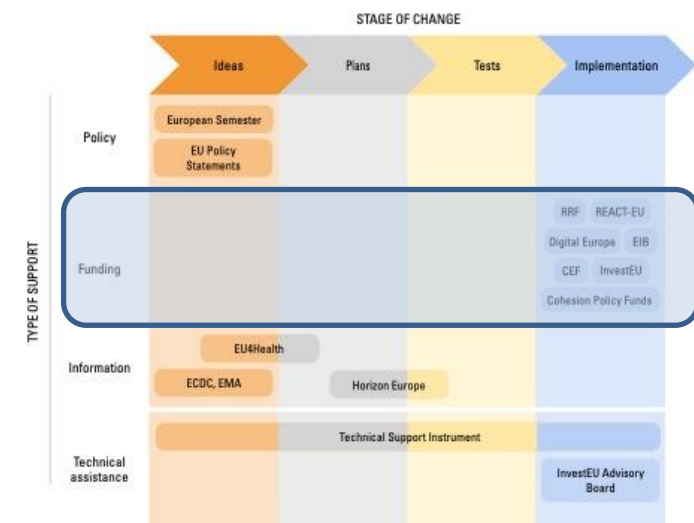 STAGE OF CHANGE
Ideas
Plans
Tests
Implementation
TYPE OF SUPPORT
Policy
European Semester
EU Policy
Statements
Funding
RRF
REACT-EU
Digital Europe
EIB
CEF
InvestEU
Cohesion Policy Funds
Information
EU4Health
ECDC, EMA
Horizon Europe
Technical
assistance
Technical Support Instrument
InvestEU Advisory
Board